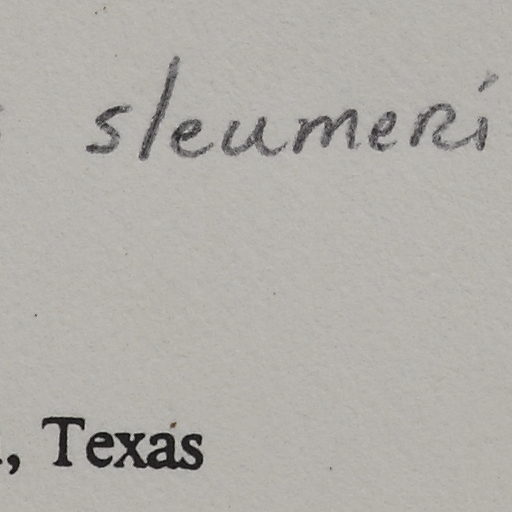 sleumeri
, Texas